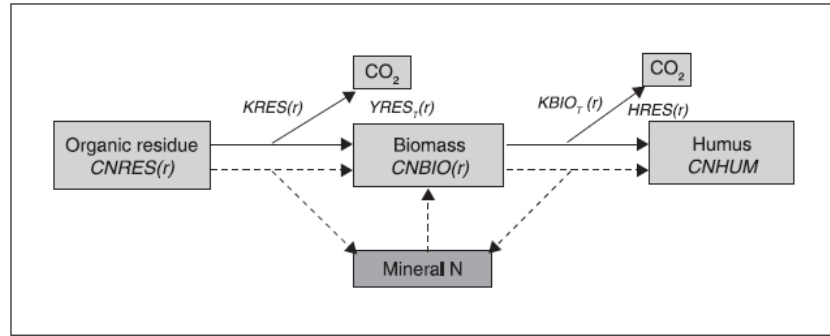 CO₂
CO₂
KRES(r)
YRES_T(r)
KBIO_T (r)
HRES(r)
Organic residue
CNRES(r)
Biomass
CNBIO(r)
Humus
CNHUM
Mineral N